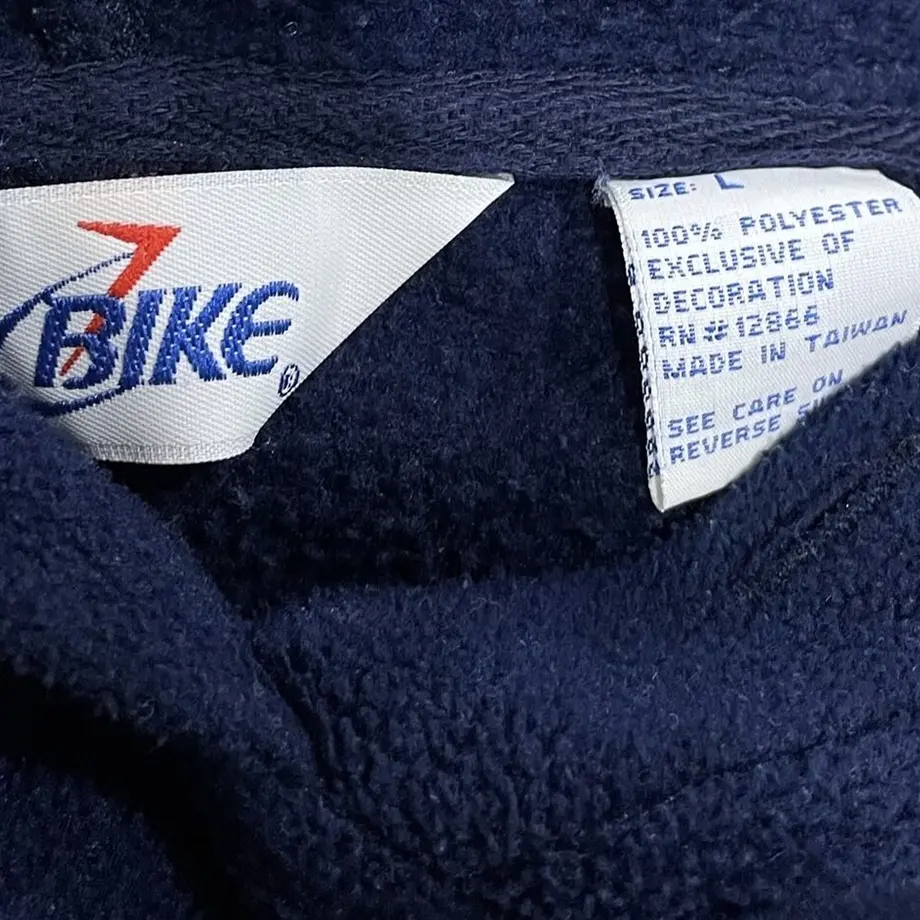 BIKE®
SIZE: L
100% POLYESTER
EXCLUSIVE OF
DECORATION
RN#12866
MADE IN TAIWAN
SEE CARE ON
REVERSE